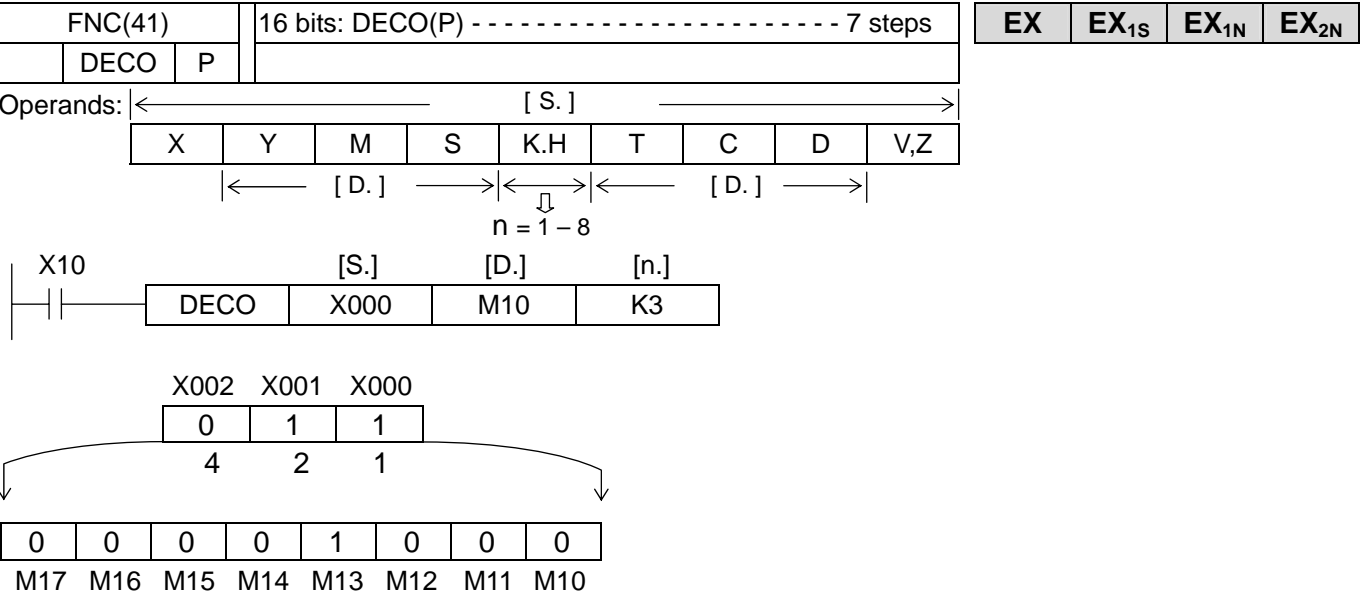 FNC(41) 16 bits: DECO(P) - - - - - - - - - - - - - - - - - - - - - - - - - - - 7 steps EX EX1S EX1N EX2N
DECO P
Operands: [ S. ]
X Y M S K.H T C D V,Z
[ D. ] [ D. ]
n = 1 – 8
X10 [S.] [D.] [n.]
DECO X000 M10 K3
X002 X001 X000
0 1 1
4 2 1
0 0 0 0 1 0 0 0
M17 M16 M15 M14 M13 M12 M11 M10